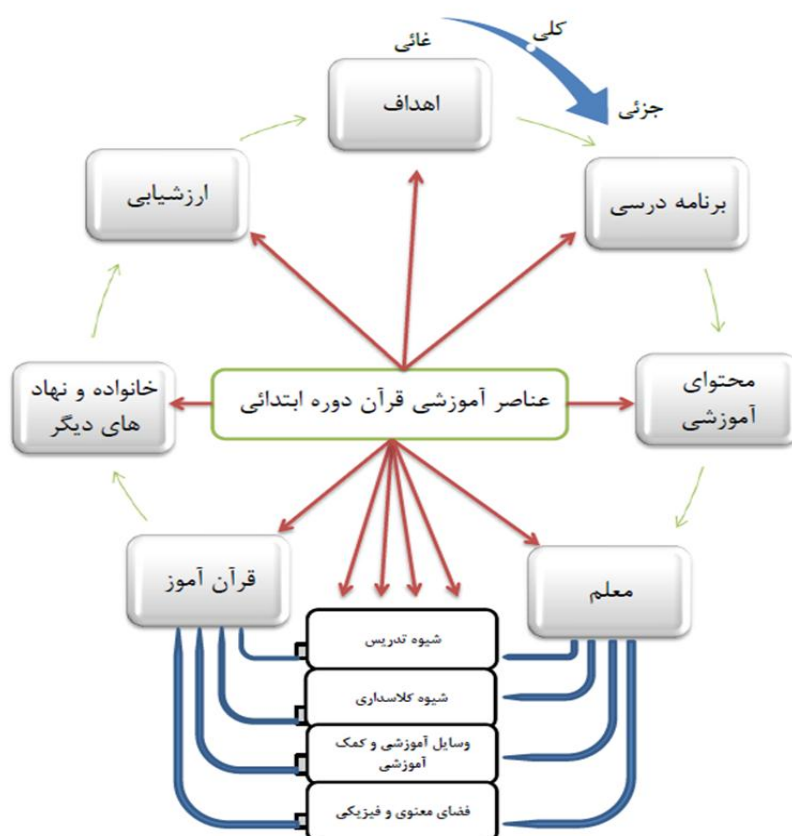 غائی
کلی
جزئی
اهداف
برنامه درسی
ارزشیابی
محتوای
آموزشی
عناصر آموزشی قرآن دوره ابتدائی
خانواده و نهاد
های دیگر
معلم
قرآن آموز
شیوه تدریس
شیوه کلاسداری
وسایل آموزشی و کمک
آموزشی
فضای معنوی و فیزیکی